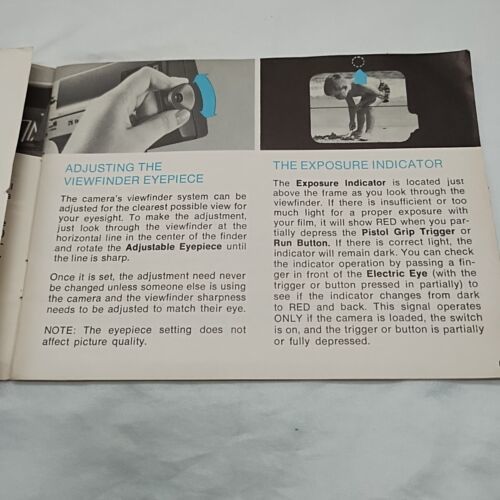 ADJUSTING THE
VIEWFINDER EYEPIECE
The camera's viewfinder system can be
adjusted for the clearest possible view for
your eyesight. To make the adjustment,
just look through the viewfinder at the
horizontal line in the center of the finder
and rotate the Adjustable Eyepiece until
the line is sharp.
Once it is set, the adjustment need never
be changed unless someone else is using
the camera and the viewfinder sharpness
needs to be adjusted to match their eye.
NOTE: The eyepiece setting does not
affect picture quality.
THE EXPOSURE INDICATOR
The Exposure Indicator is located just
above the frame as you look through the
viewfinder. If there is insufficient or too
much light for a proper exposure with
your film, it will show RED when you par-
tially depress the Pistol Grip Trigger or
Run Button. If there is correct light, the
indicator will remain dark. You can check
the indicator operation by passing a fin-
ger in front of the Electric Eye (with the
trigger or button pressed in partially) to
see if the indicator changes from dark
to RED and back. This signal operates
ONLY if the camera is loaded, the switch
is on, and the trigger or button is partially
or fully depressed.